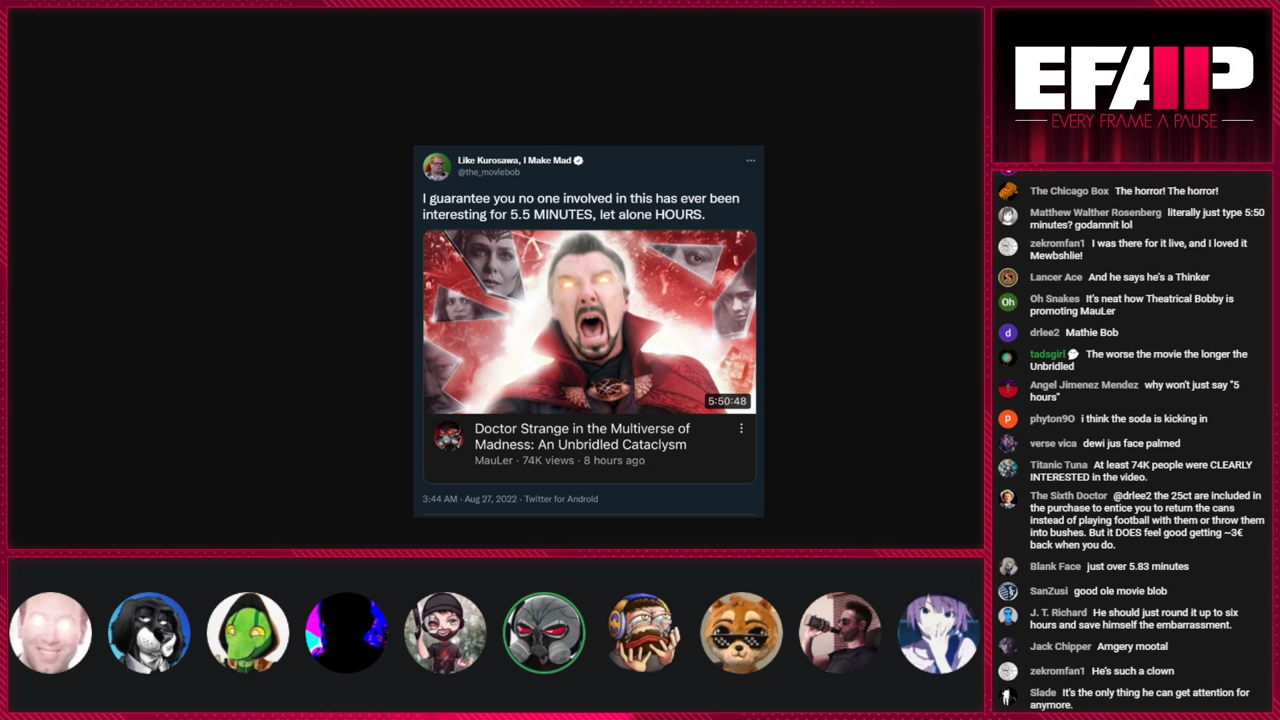 Like Kurosawa, I Make Mad
@the_moviebob
I guarantee you no one involved in this has ever been
interesting for 5.5 MINUTES, let alone HOURS.
5:50:48
Doctor Strange in the Multiverse of
Madness: An Unbridled Cataclysm
MauLer · 74K views · 8 hours ago
3:44 AM · Aug 27, 2022 · Twitter for Android
EFAP
EVERY FRAME A PAUSE
The Chicago Box The horror! The horror!
Matthew Walther Rosenberg literally just type 5:50
minutes? godamnit lol
zekromfan1 I was there for it live, and I loved it
Mewbshlie!
Lancer Ace And he says he's a Thinker
Oh
Oh Snakes It's neat how Theatrical Bobby is
promoting MauLer
d
drlee2 Mathie Bob
tadsgirl The worse the movie the longer the
Unbridled
Angel Jimenez Mendez why won't just say "5
hours"
P
phyton90 i think the soda is kicking in
verse vica dewi jus face palmed
Titanic Tuna At least 74K people were CLEARLY
INTERESTED in the video.
The Sixth Doctor @drlee2 the 25ct are included in
the purchase to entice you to return the cans
instead of playing football with them or throw them
into bushes. But it DOES feel good getting ~3€
back when you do.
Blank Face just over 5.83 minutes
SanZusi good ole movie blob
J. T. Richard He should just round it up to six
hours and save himself the embarrassment.
Jack Chipper Amgery mootal
zekromfan1 He's such a clown
Slade It's the only thing he can get attention for
anymore.